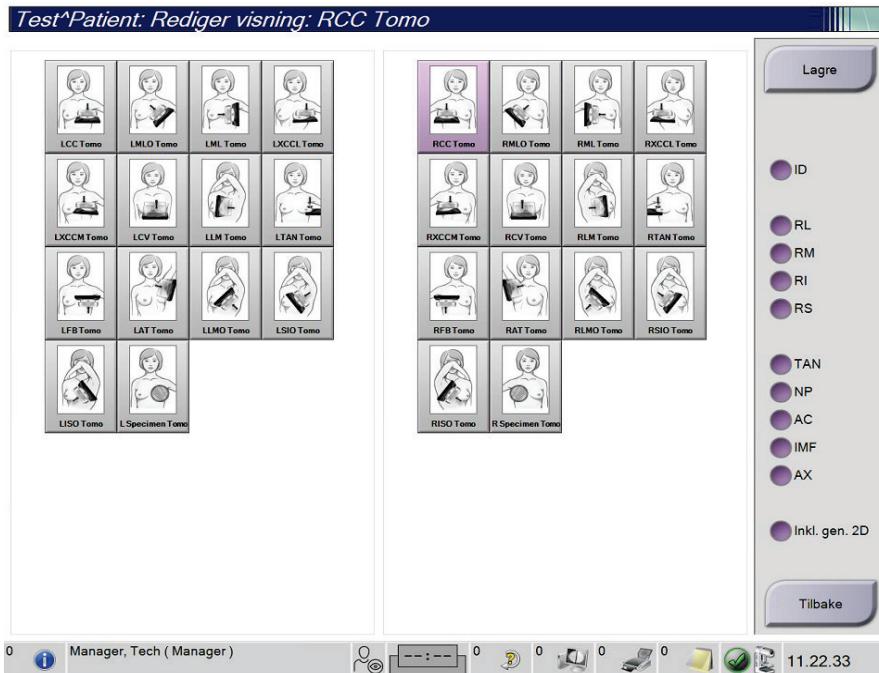 Test^Patient: Rediger visning: RCC Tomo
LCC Tomo LMLO Tomo LML Tomo LXCCL Tomo
LXCCM Tomo LCV Tomo LLM Tomo LTAN Tomo
LFB Tomo LAT Tomo LLMO Tomo LSIO Tomo
LISO Tomo L Specimen Tomo
RCC Tomo RMLO Tomo RML Tomo RXCCL Tomo
RXCCM Tomo RCV Tomo RLM Tomo RTAN Tomo
RFB Tomo RAT Tomo RLMO Tomo RSIO Tomo
RISO Tomo R Specimen Tomo
Lagre
ID
RL
RM
RI
RS
TAN
NP
AC
IMF
AX
Inkl. gen. 2D
Tilbake
0 Manager, Tech ( Manager ) --:-- 0 0 0 0 11.22.33